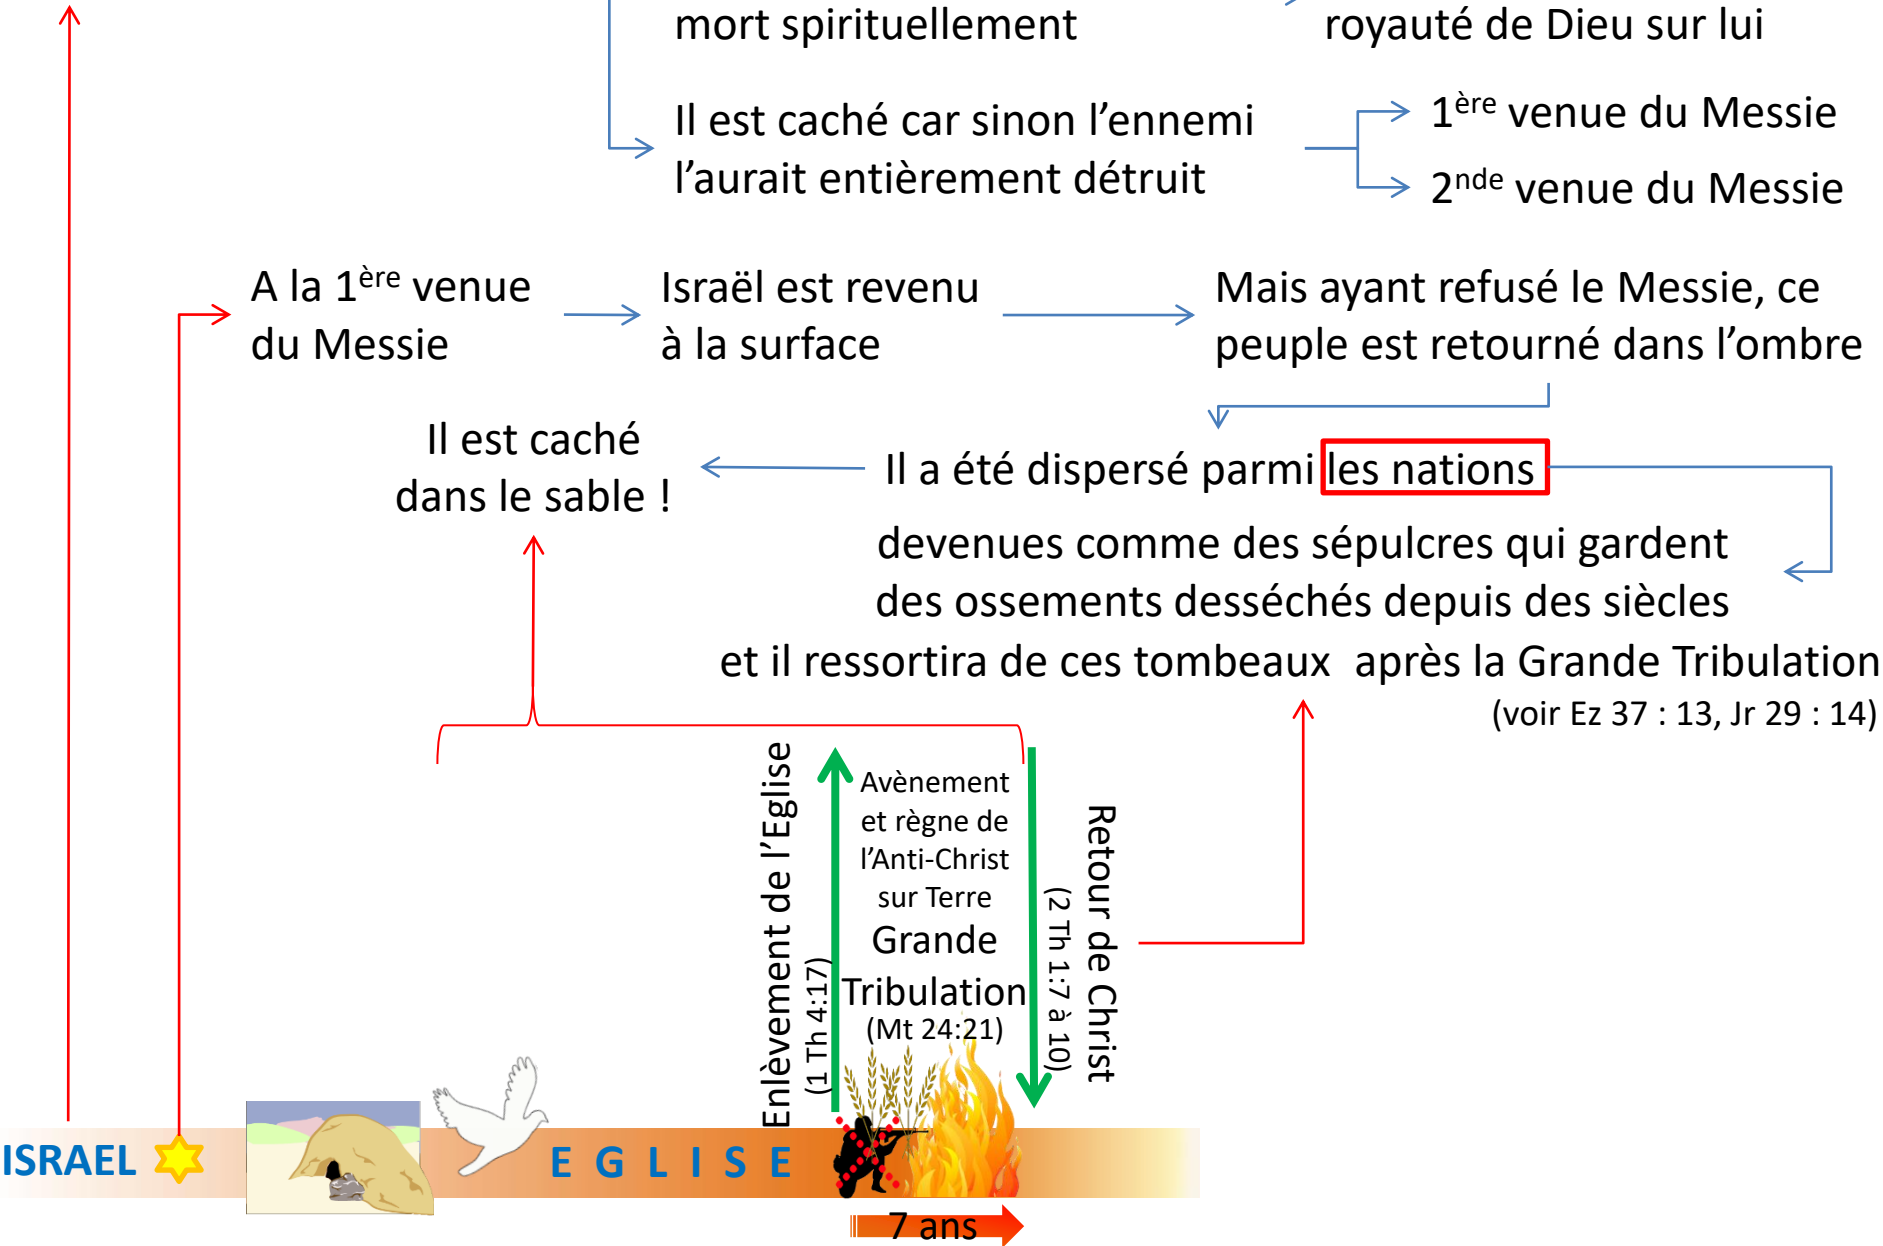 mort spirituellement
royauté de Dieu sur lui
Il est caché car sinon l’ennemi
l’aurait entièrement détruit
1ère venue du Messie
2nde venue du Messie
A la 1ère venue
du Messie
Israël est revenu
à la surface
Mais ayant refusé le Messie, ce
peuple est retourné dans l’ombre
Il est caché
dans le sable !
Il a été dispersé parmi les nations
devenues comme des sépulcres qui gardent
des ossements desséchés depuis des siècles
et il ressortira de ces tombeaux  après la Grande Tribulation
(voir Ez 37 : 13, Jr 29 : 14)
Enlèvement de l’Eglise
(1 Th 4:17)
Avènement
et règne de
l’Anti-Christ
sur Terre
Grande
Tribulation
(Mt 24:21)
Retour de Christ
(2 Th 1:7 à 10)
ISRAEL
E G L I S E
7 ans